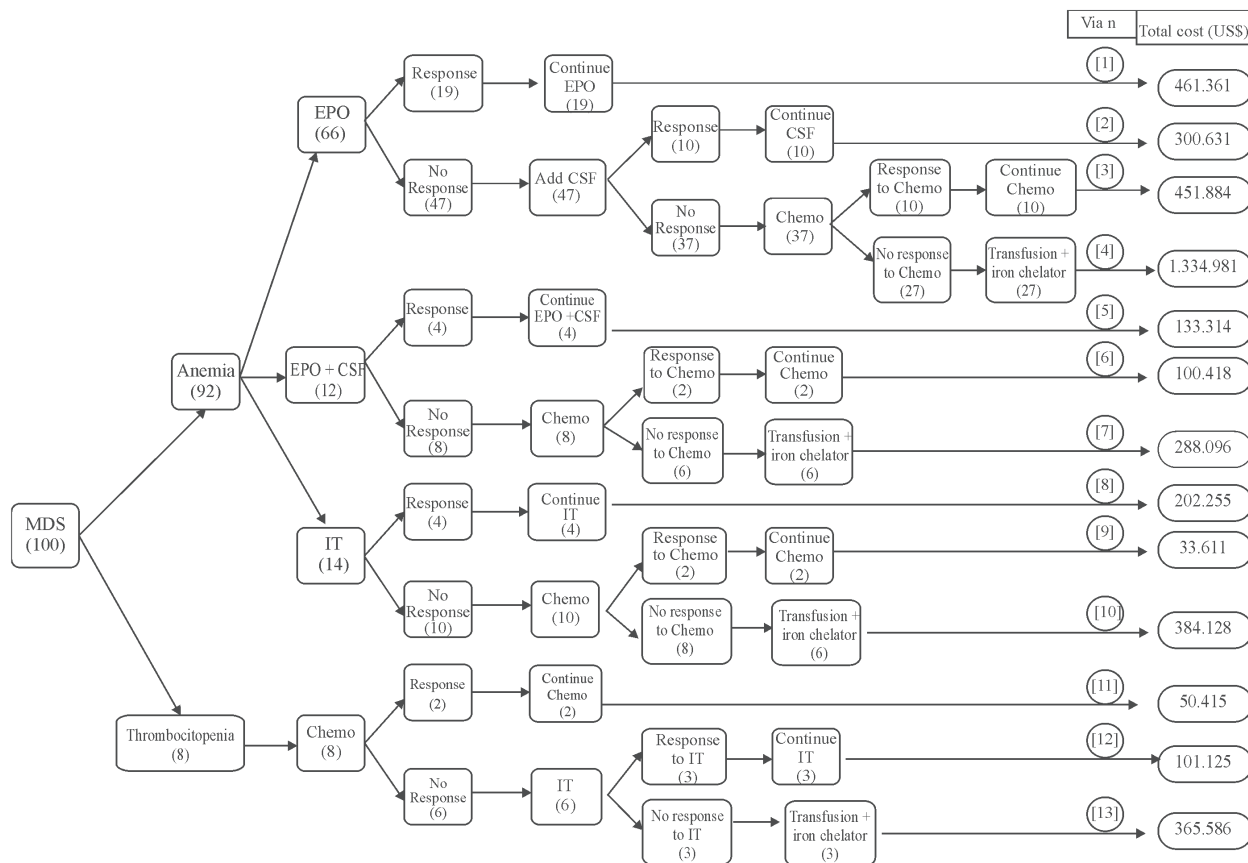 Via n
Total cost (US$)
MDS
(100)
Anemia
(92)
EPO
(66)
Response
(19)
Continue
EPO
(19)
[1]
461.361
No
Response
(47)
Add CSF
(47)
Response
(10)
Continue
CSF
(10)
[2]
300.631
No
Response
(37)
Chemo
(37)
Response
to Chemo
(10)
Continue
Chemo
(10)
[3]
451.884
No response
to Chemo
(27)
Transfusion +
iron chelator
(27)
[4]
1.334.981
EPO + CSF
(12)
Response
(4)
Continue
EPO +CSF
(4)
[5]
133.314
No
Response
(8)
Chemo
(8)
Response
to Chemo
(2)
Continue
Chemo
(2)
[6]
100.418
No response
to Chemo
(6)
Transfusion +
iron chelator
(6)
[7]
288.096
IT
(14)
Response
(4)
Continue
IT
(4)
[8]
202.255
No
Response
(10)
Chemo
(10)
Response
to Chemo
(2)
Continue
Chemo
(2)
[9]
33.611
No response
to Chemo
(8)
Transfusion +
iron chelator
(6)
[10]
384.128
Thrombocitopenia
(8)
Chemo
(8)
Response
(2)
Continue
Chemo
(2)
[11]
50.415
No
Response
(6)
IT
(6)
Response
to IT
(3)
Continue
IT
(3)
[12]
101.125
No response
to IT
(3)
Transfusion +
iron chelator
(3)
[13]
365.586